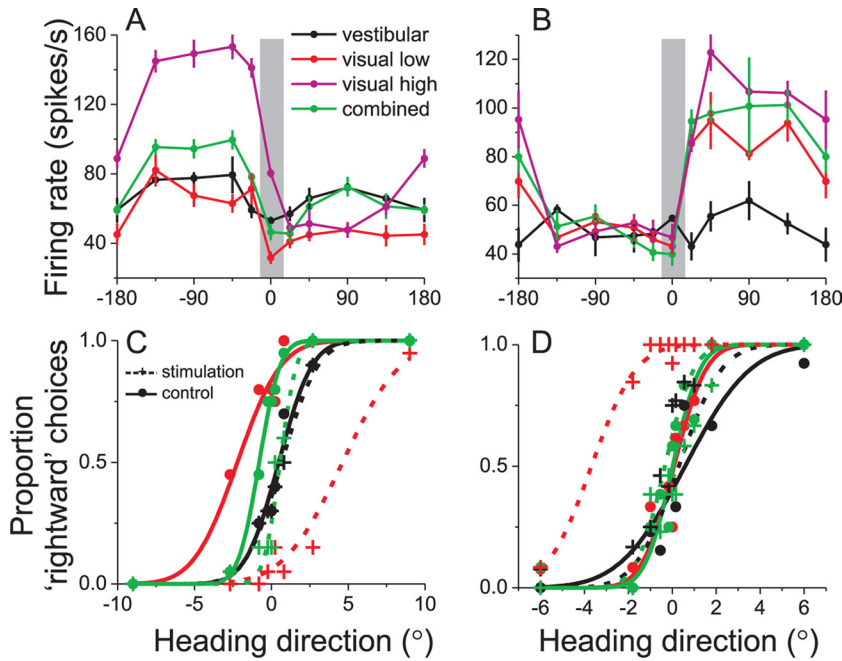 A
B
Firing rate (spikes/s)
160
120
80
40
-180
-90
0
90
180
vestibular
visual low
visual high
combined
120
100
80
60
40
-180
-90
0
90
180
C
D
Proportion
'rightward' choices
1.0
0.5
0.0
-10
-5
0
5
10
stimulation
control
1.0
0.5
0.0
-6
-4
-2
0
2
4
6
Heading direction (°)
Heading direction (°)